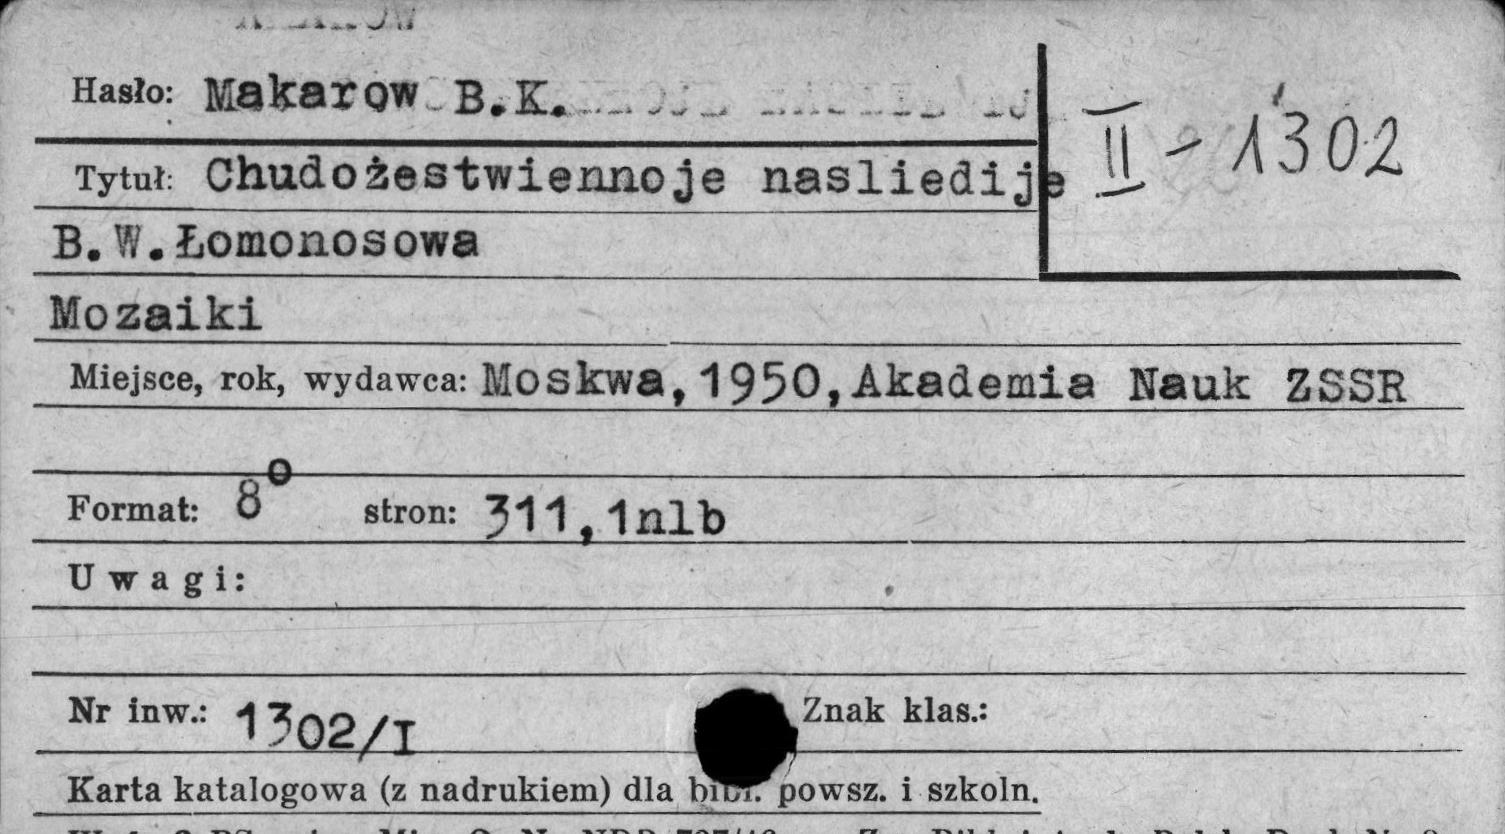 Hasło: Makarow B.K.
II - 1302
Tytuł: Chudożestwiennoje nasliedije
B.W.Łomonosowa
Mozaiki
Miejsce, rok, wydawca: Moskwa,1950,Akademia Nauk ZSSR
Format: 8° stron: 311,1nlb
Uwagi:
Nr inw.: 1302/I Znak klas.:
Karta katalogowa (z nadrukiem) dla bibl. powsz. i szkoln.